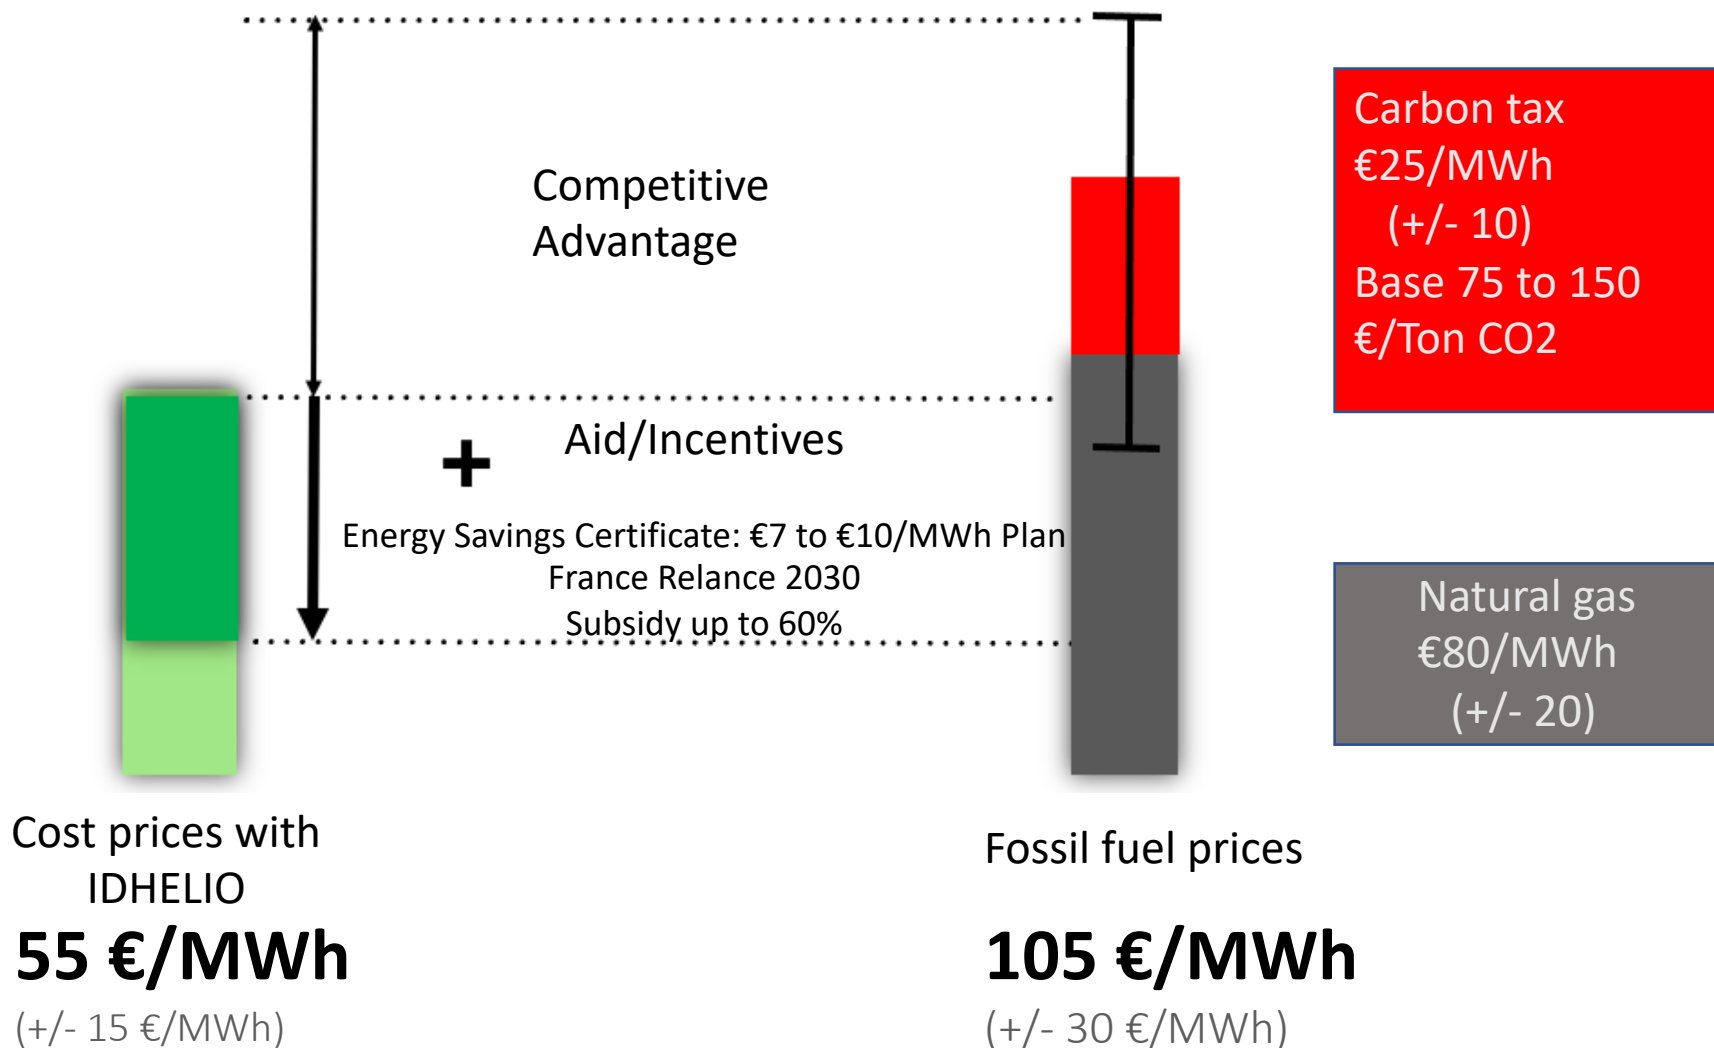 Competitive
Advantage
Carbon tax
€25/MWh
(+/- 10)
Base 75 to 150
€/Ton CO2
+
Aid/Incentives
Energy Savings Certificate: €7 to €10/MWh Plan
France Relance 2030
Subsidy up to 60%
Natural gas
€80/MWh
(+/- 20)
Cost prices with
IDHELIO
55 €/MWh
(+/- 15 €/MWh)
Fossil fuel prices
105 €/MWh
(+/- 30 €/MWh)